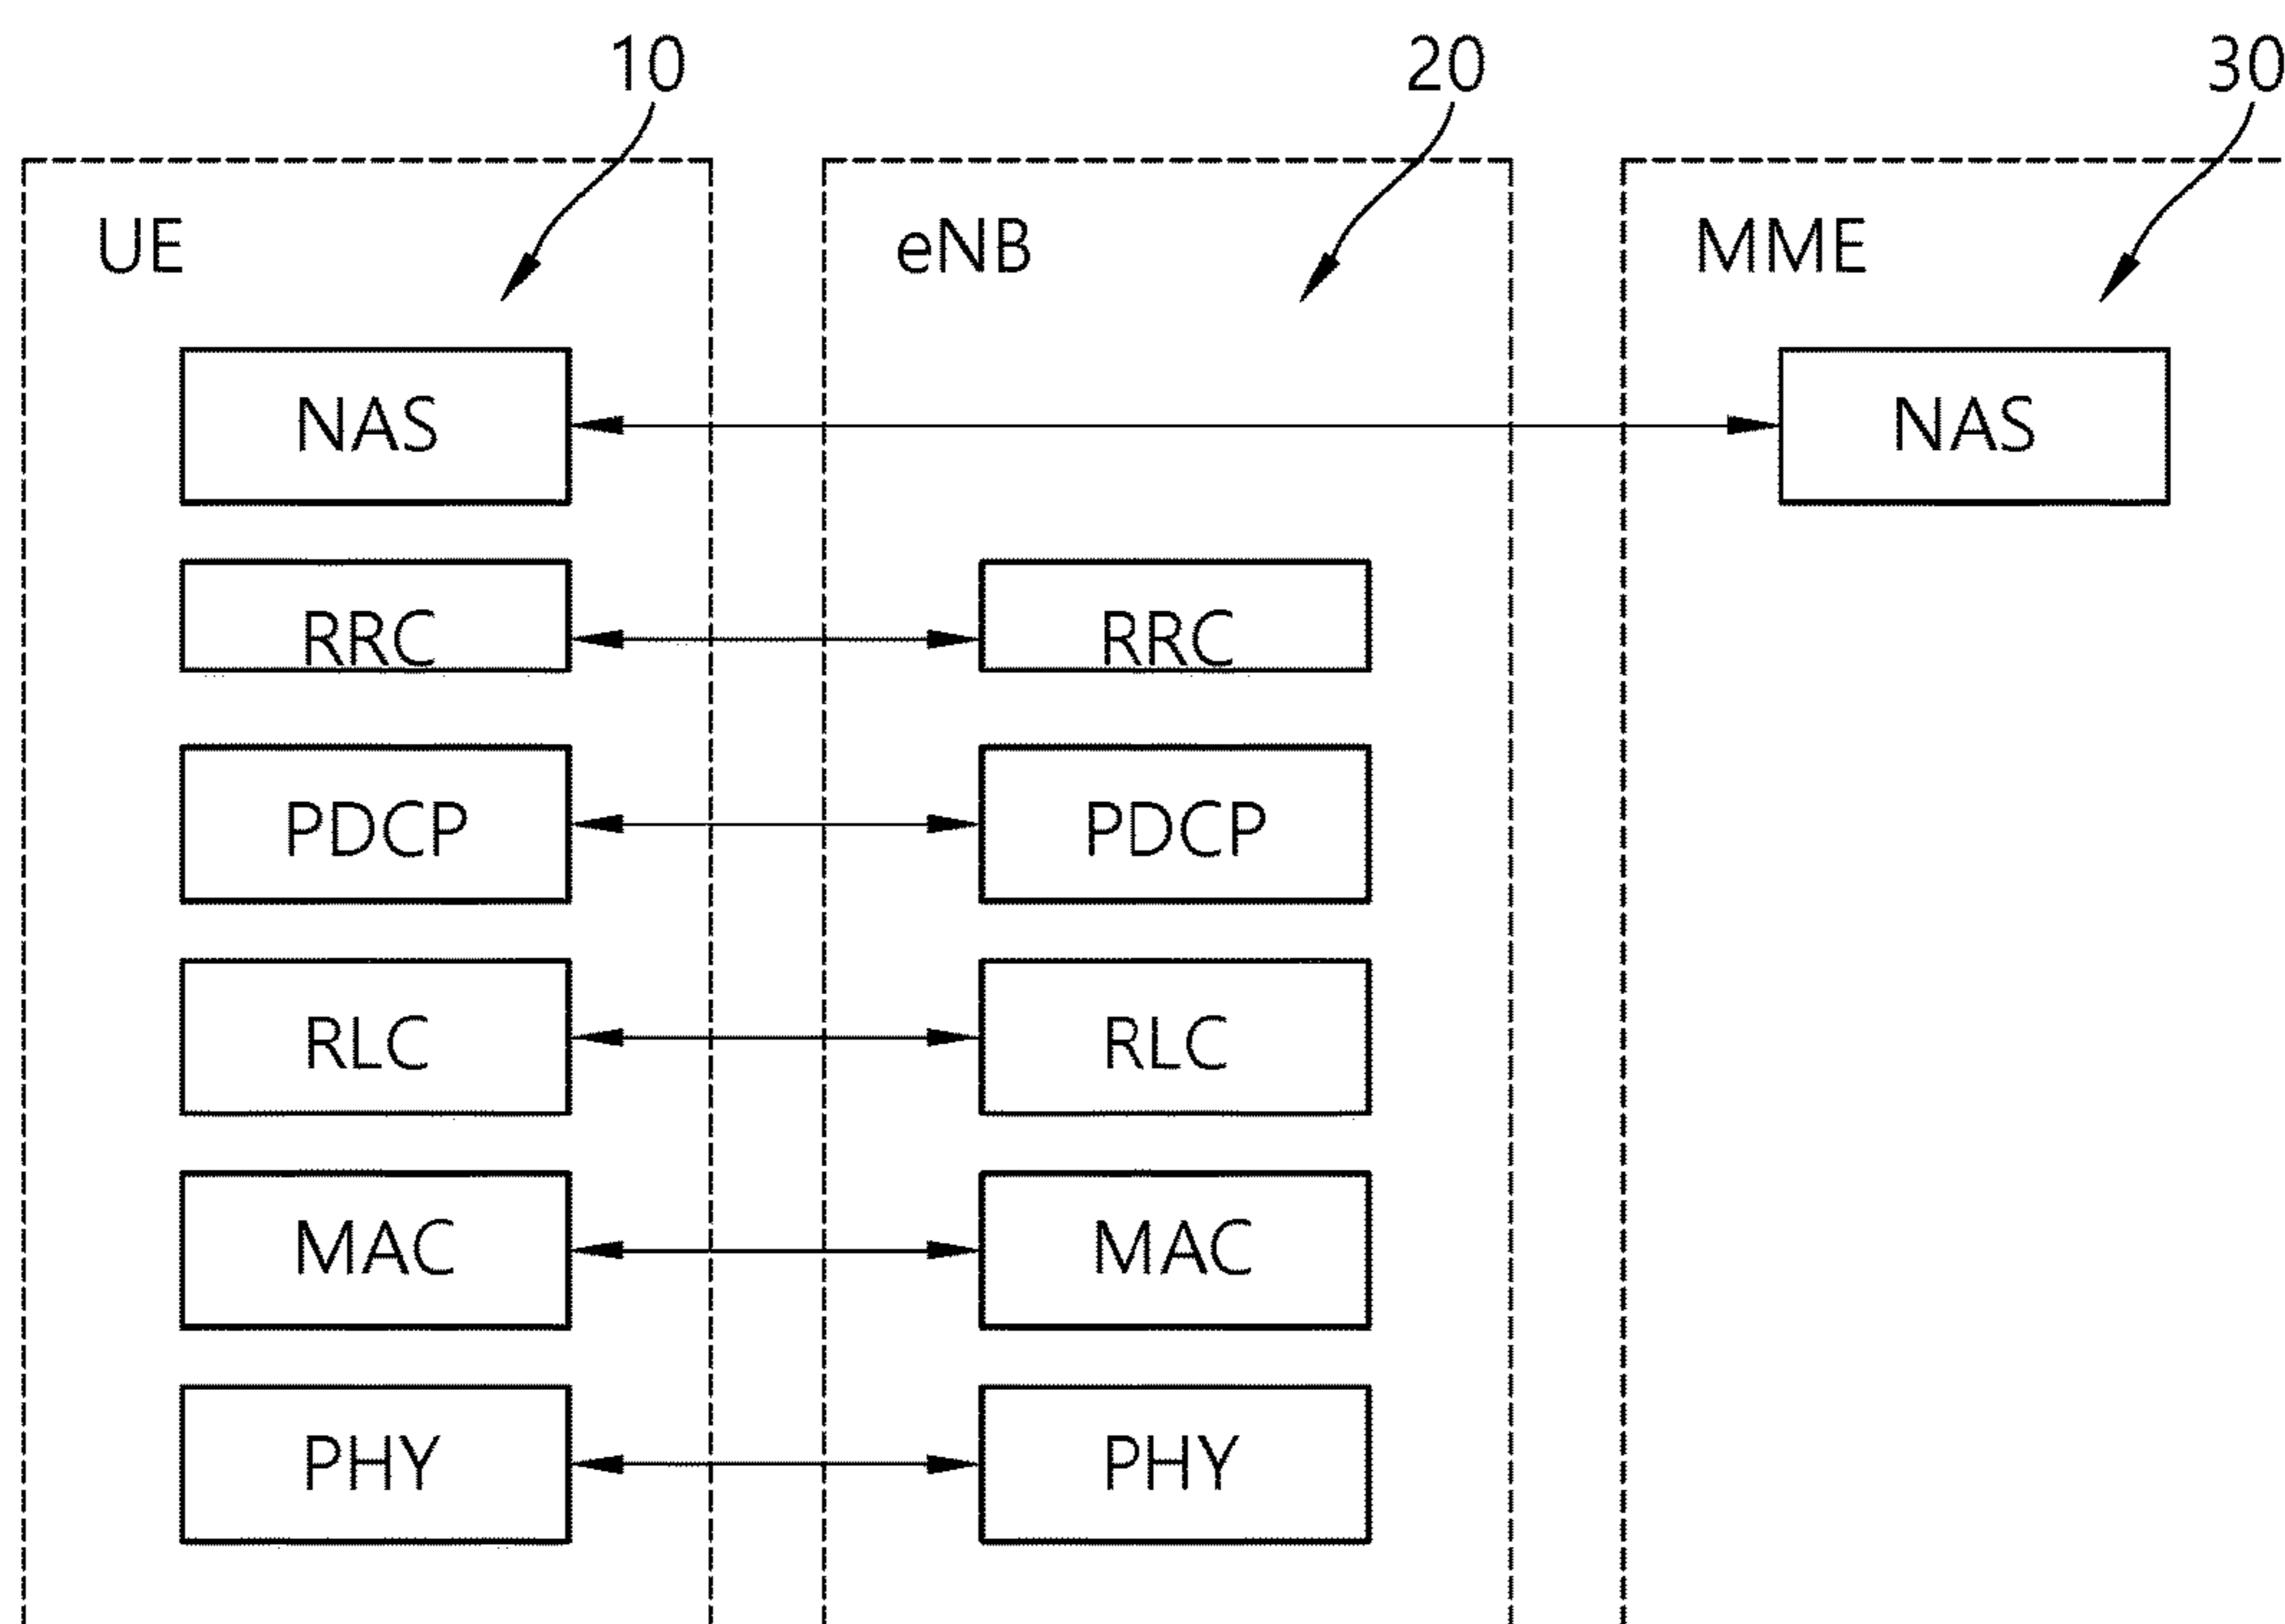 10 20 30
UE eNB MME
NAS NAS
RRC RRC
PDCP PDCP
RLC RLC
MAC MAC
PHY PHY